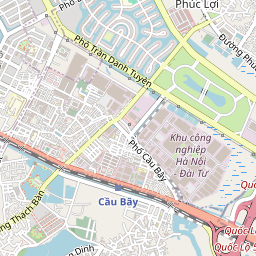 Phúc Lợi
Phố Trần Danh Tuyên
Đường Phúc
Khu công
nghiệp
Hà Nội
Đài Tư
Phố Cầu Bây
Cầu Bây
Thạch Bàn
Quốc Lộ
Quốc Lộ 5
Dinh